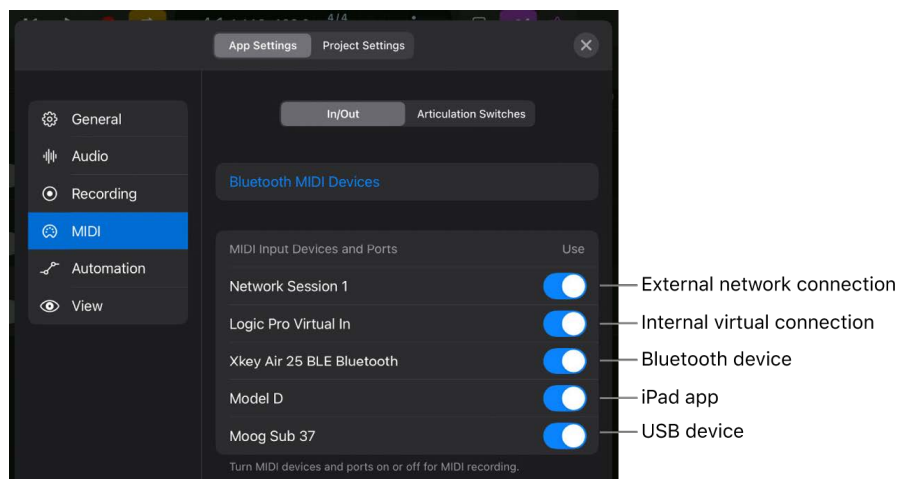 4/4
App Settings Project Settings
In/Out Articulation Switches
General
Audio
Recording
MIDI
Automation
View
Bluetooth MIDI Devices
MIDI Input Devices and Ports Use
Network Session 1 External network connection
Logic Pro Virtual In Internal virtual connection
Xkey Air 25 BLE Bluetooth Bluetooth device
Model D iPad app
Moog Sub 37 USB device
Turn MIDI devices and ports on or off for MIDI recording.